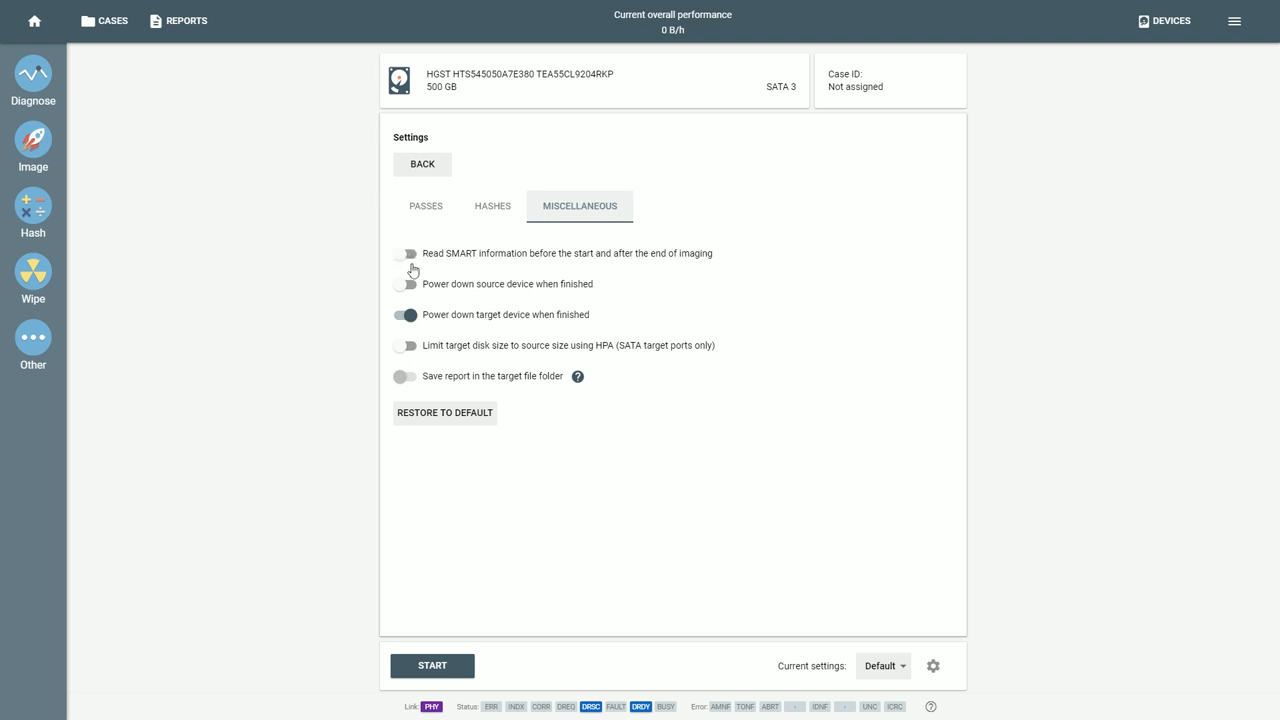 CASES
REPORTS
Current overall performance
0 B/h
DEVICES
Diagnose
Image
Hash
Wipe
Other
HGST HTS545050A7E380 TEA55CL9204RKP
500 GB
SATA 3
Case ID:
Not assigned
Settings
BACK
PASSES HASHES MISCELLANEOUS
Read SMART information before the start and after the end of imaging
Power down source device when finished
Power down target device when finished
Limit target disk size to source size using HPA (SATA target ports only)
Save report in the target file folder ?
RESTORE TO DEFAULT
START
Current settings: Default
Link: PHY Status: ERR INDX CORR DREQ DRSC FAULT DRDY BUSY Error: AMNF TONF ABRT - IDNF - UNC ICRC ?